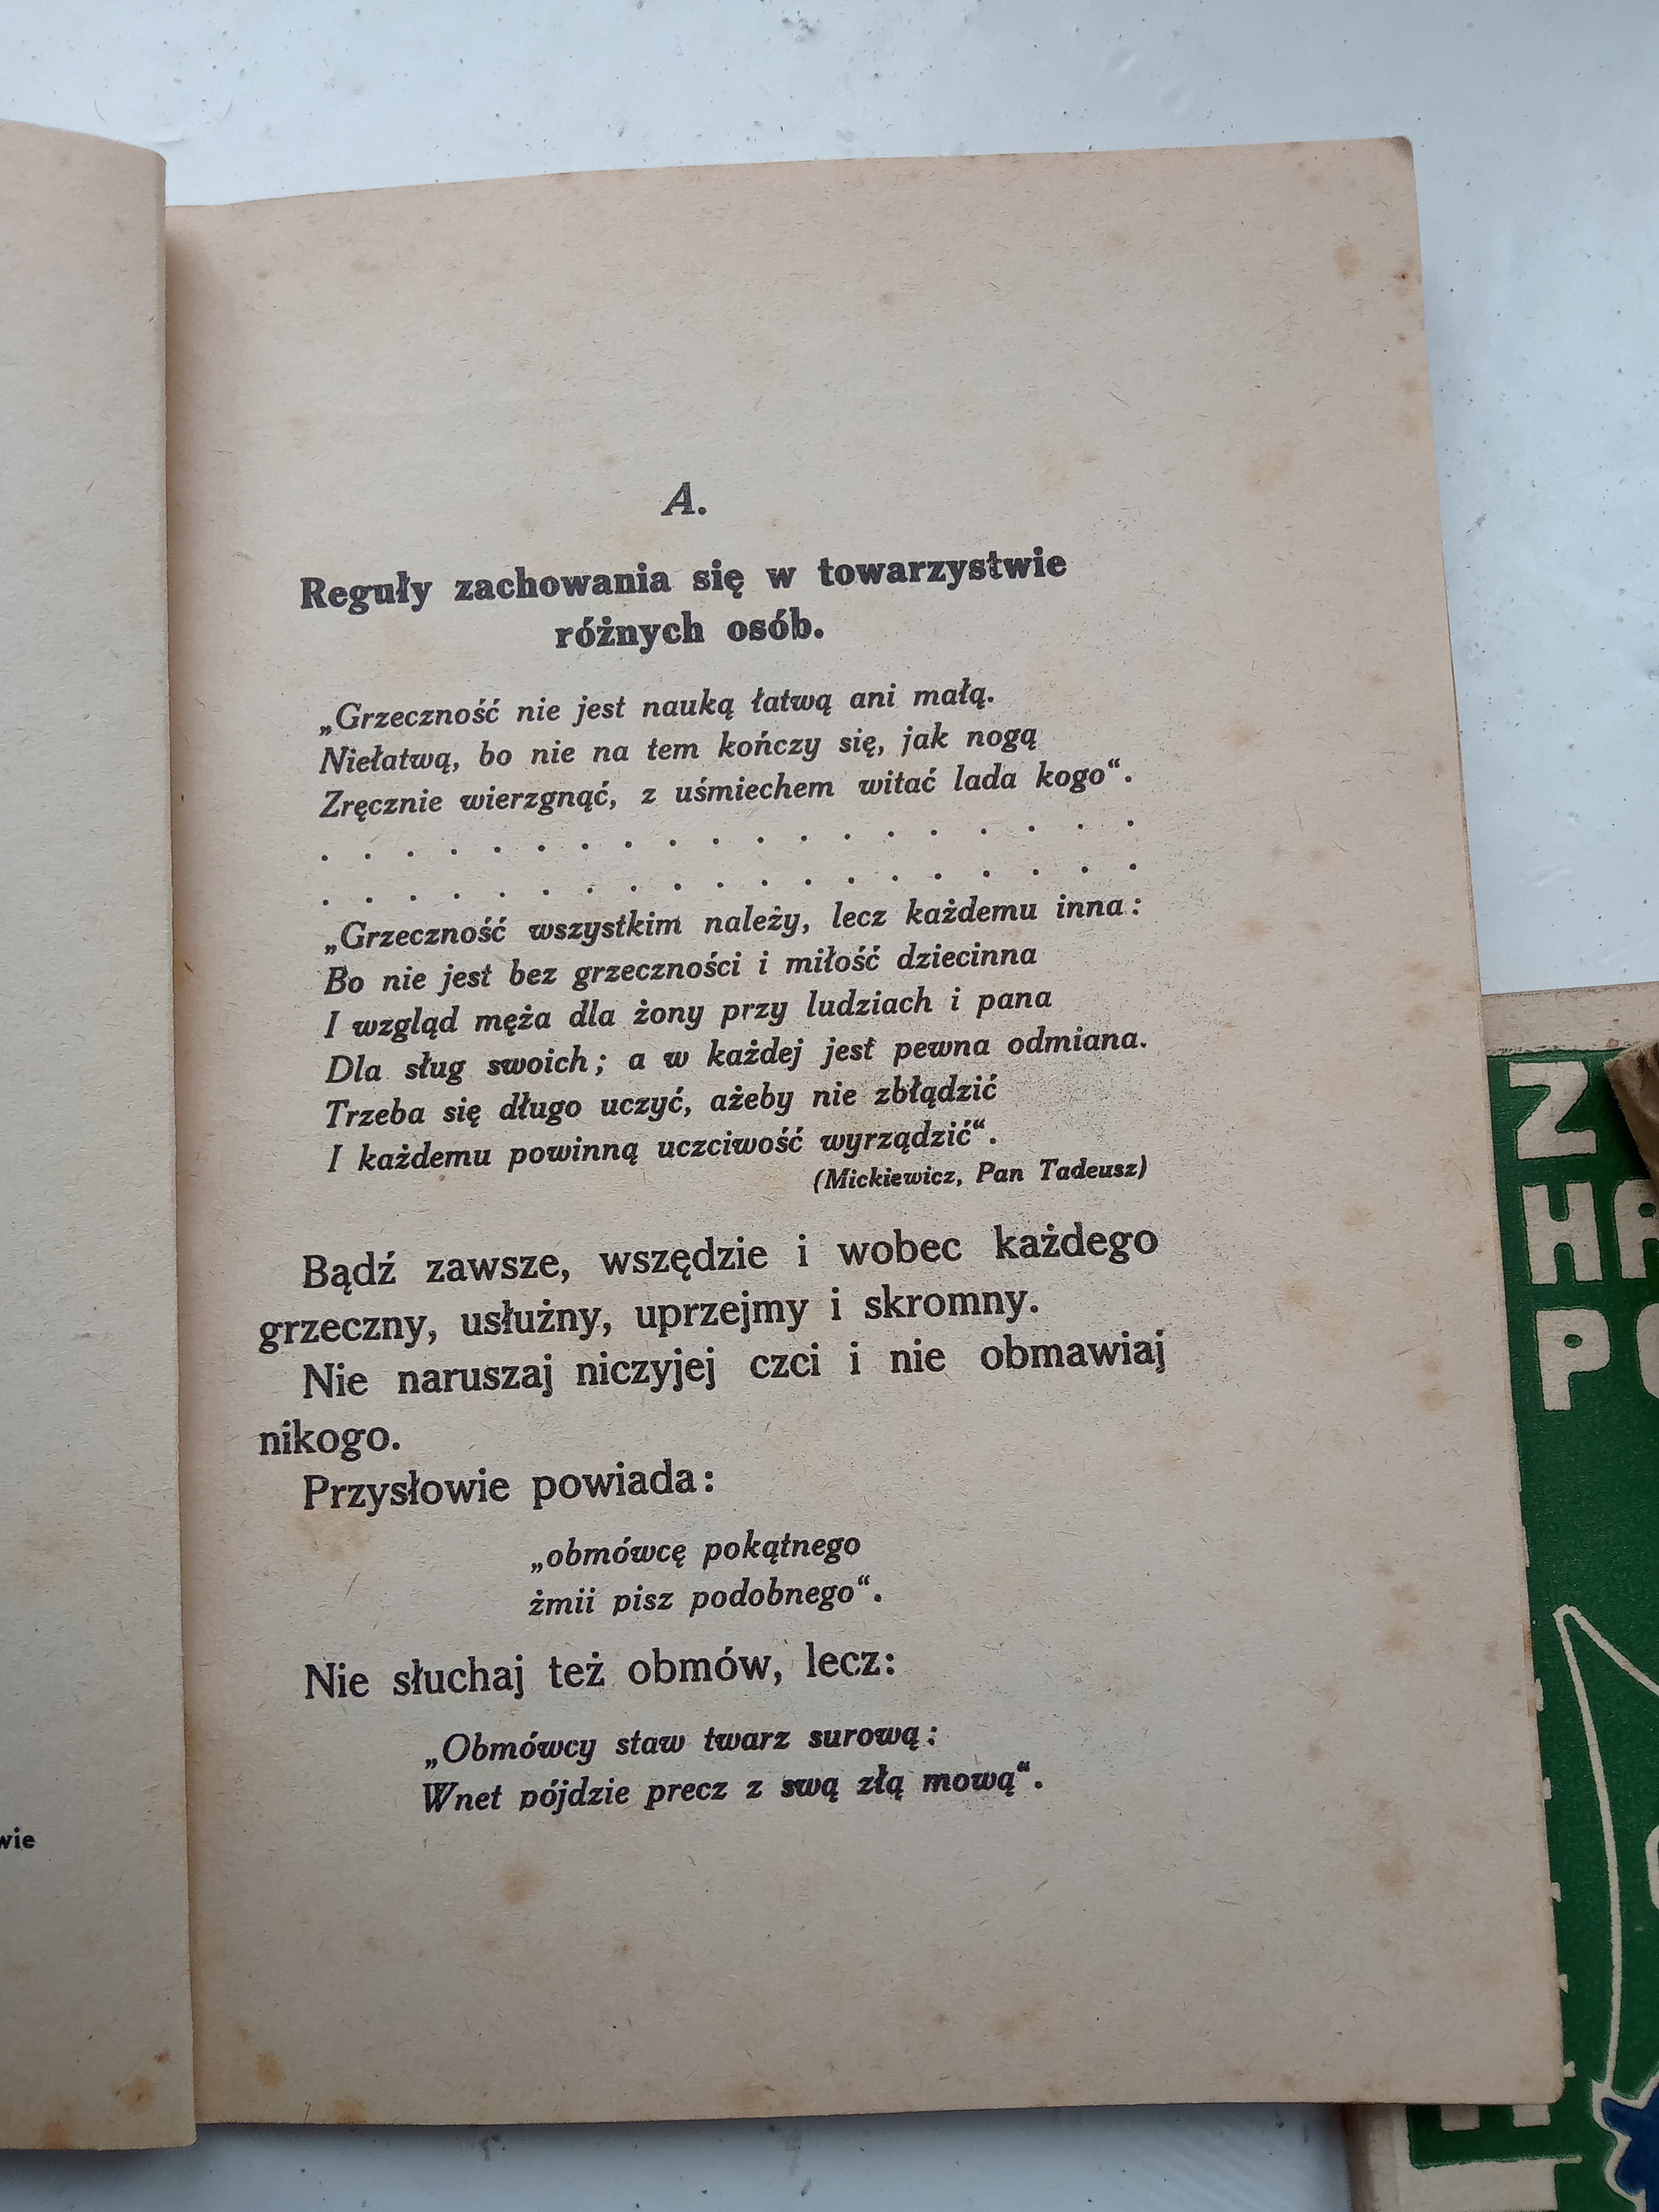 A.
Reguły zachowania się w towarzystwie
różnych osób.
„Grzeczność nie jest nauką łatwą ani małą.
Niełatwą, bo nie na tem kończy się, jak nogą
Zręcznie wierzgnąć, z uśmiechem witać lada kogo“.
. . . . . . . . . . . . . . . . . . . .
. . . . . . . . . . . . . . . . . . . .
„Grzeczność wszystkim należy, lecz każdemu inna:
Bo nie jest bez grzeczności i miłość dziecinna
I wzgląd męża dla żony przy ludziach i pana
Dla sług swoich; a w każdej jest pewna odmiana.
Trzeba się długo uczyć, ażeby nie zbłądzić
I każdemu powinną uczciwość wyrządzić“.
(Mickiewicz, Pan Tadeusz)
Bądź zawsze, wszędzie i wobec każdego
grzeczny, usłużny, uprzejmy i skromny.
Nie naruszaj niczyjej czci i nie obmawiaj
nikogo.
Przysłowie powiada:
„obmówcę pokątnego
żmii pisz podobnego“.
Nie słuchaj też obmów, lecz:
„Obmówcy staw twarz surową:
Wnet pójdzie precz z swą złą mową“.
wie
Z
HA